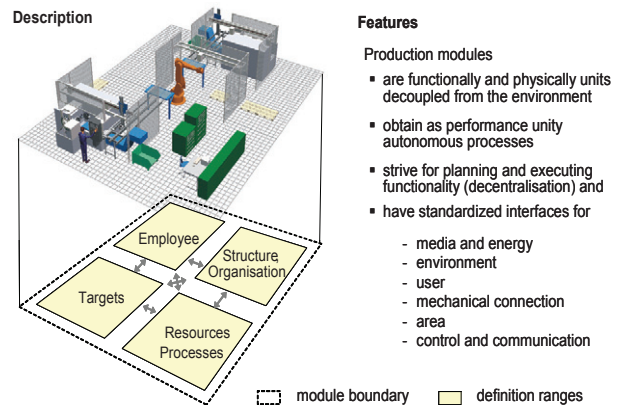 Description
Employee
Structure
Organisation
Targets
Resources
Processes
module boundary
definition ranges
Features
Production modules
▪ are functionally and physically units
decoupled from the environment
▪ obtain as performance unity
autonomous processes
▪ strive for planning and executing
functionality (decentralisation) and
▪ have standardized interfaces for
- media and energy
- environment
- user
- mechanical connection
- area
- control and communication